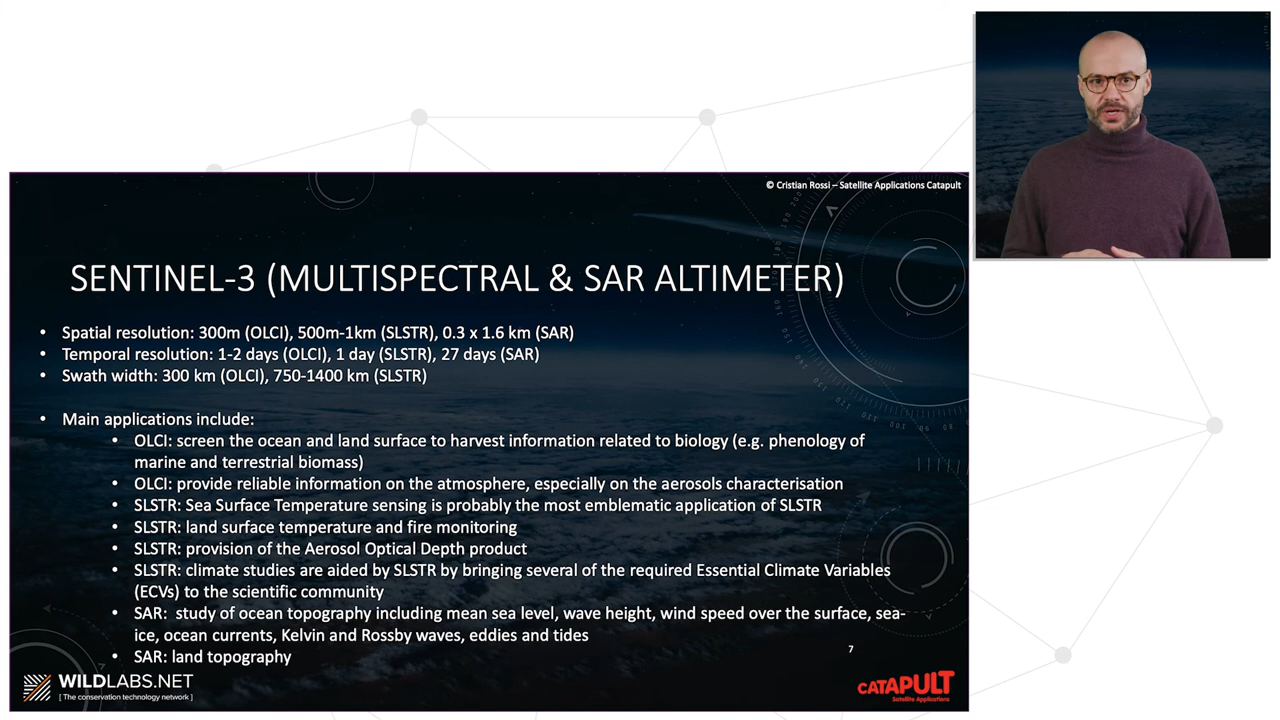 © Cristian Rossi – Satellite Applications Catapult
SENTINEL-3 (MULTISPECTRAL & SAR ALTIMETER)
• Spatial resolution: 300m (OLCI), 500m-1km (SLSTR), 0.3 x 1.6 km (SAR)
• Temporal resolution: 1-2 days (OLCI), 1 day (SLSTR), 27 days (SAR)
• Swath width: 300 km (OLCI), 750-1400 km (SLSTR)
• Main applications include:
• OLCI: screen the ocean and land surface to harvest information related to biology (e.g. phenology of
marine and terrestrial biomass)
• OLCI: provide reliable information on the atmosphere, especially on the aerosols characterisation
• SLSTR: Sea Surface Temperature sensing is probably the most emblematic application of SLSTR
• SLSTR: land surface temperature and fire monitoring
• SLSTR: provision of the Aerosol Optical Depth product
• SLSTR: climate studies are aided by SLSTR by bringing several of the required Essential Climate Variables
(ECVs) to the scientific community
• SAR: study of ocean topography including mean sea level, wave height, wind speed over the surface, sea-
ice, ocean currents, Kelvin and Rossby waves, eddies and tides
• SAR: land topography
7
WILDLABS.NET
[ The conservation technology network ]
CATAPULT
Satellite Applications